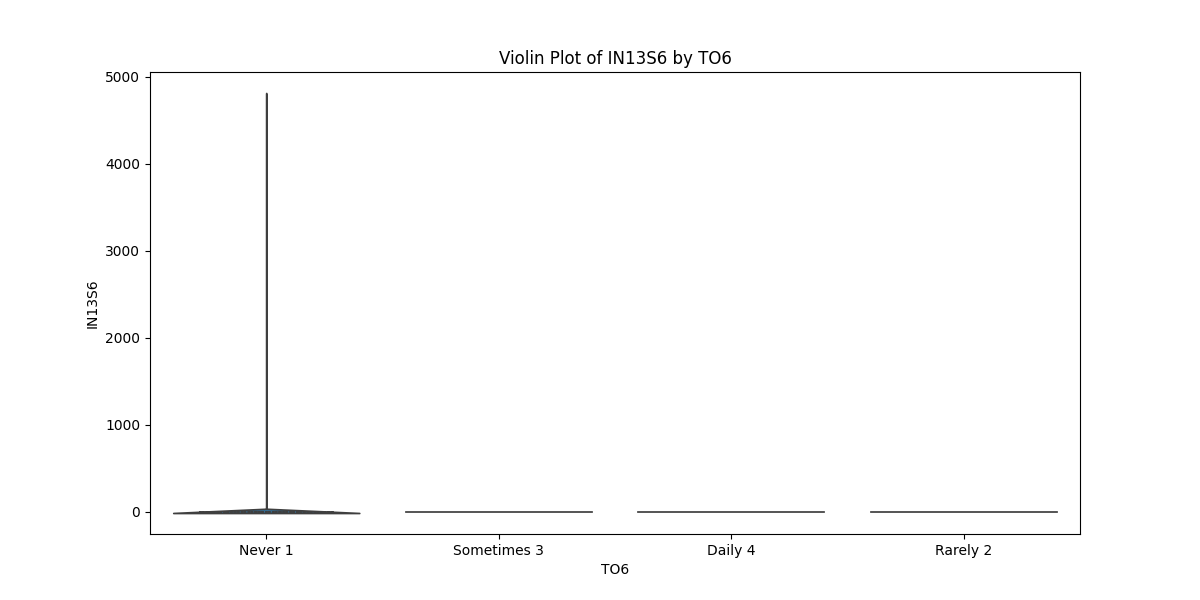 Violin Plot of IN13S6 by TO6
5000
4000
3000
2000
1000
0
IN13S6
Never 1
Sometimes 3
Daily 4
Rarely 2
TO6